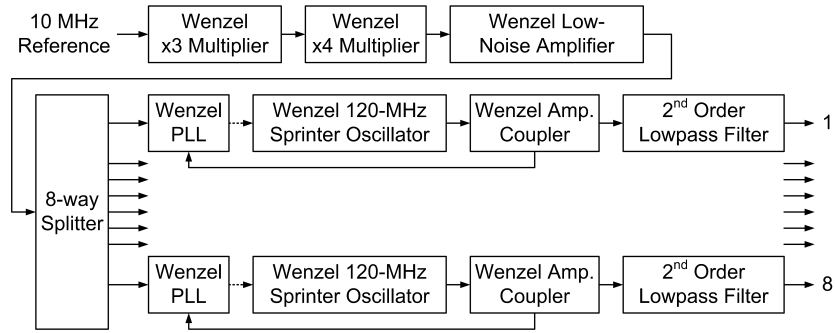 10 MHz
Reference
Wenzel
x3 Multiplier
Wenzel
x4 Multiplier
Wenzel Low-
Noise Amplifier
8-way
Splitter
Wenzel
PLL
Wenzel 120-MHz
Sprinter Oscillator
Wenzel Amp.
Coupler
2nd Order
Lowpass Filter
1
Wenzel
PLL
Wenzel 120-MHz
Sprinter Oscillator
Wenzel Amp.
Coupler
2nd Order
Lowpass Filter
8